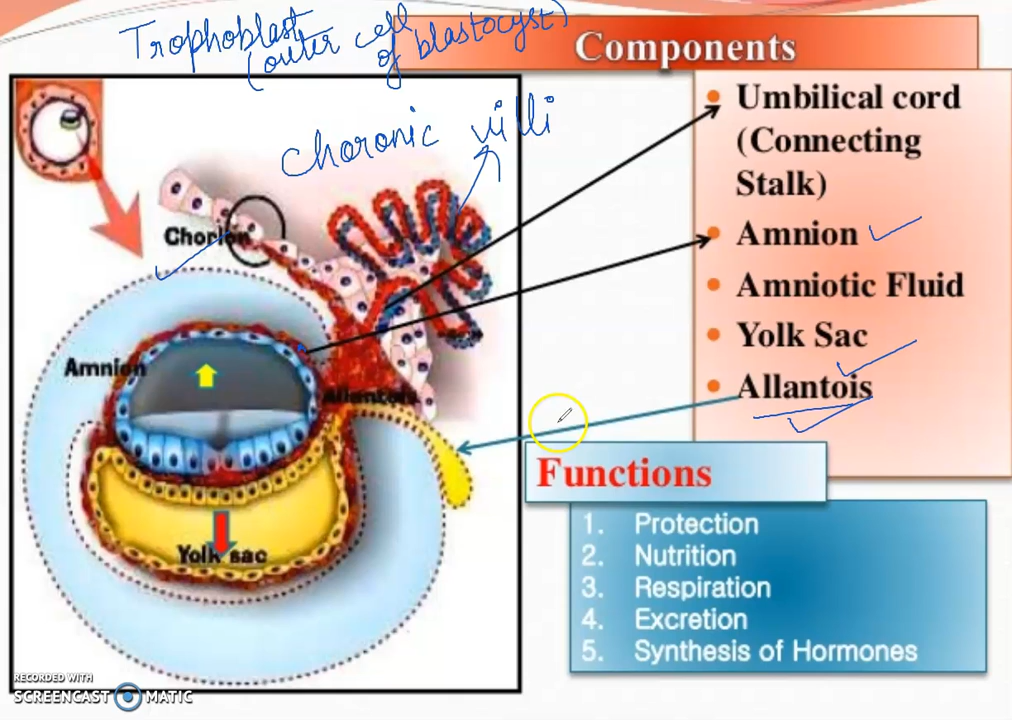 Trophoblast
(outer cell
of blastocyst)
Components
choronic villi
Chorion
Amnion
Allantois
Yolk sac
• Umbilical cord
(Connecting
Stalk)
• Amnion
• Amniotic Fluid
• Yolk Sac
• Allantois
Functions
1. Protection
2. Nutrition
3. Respiration
4. Excretion
5. Synthesis of Hormones
RECORDED WITH
SCREENCAST MATIC